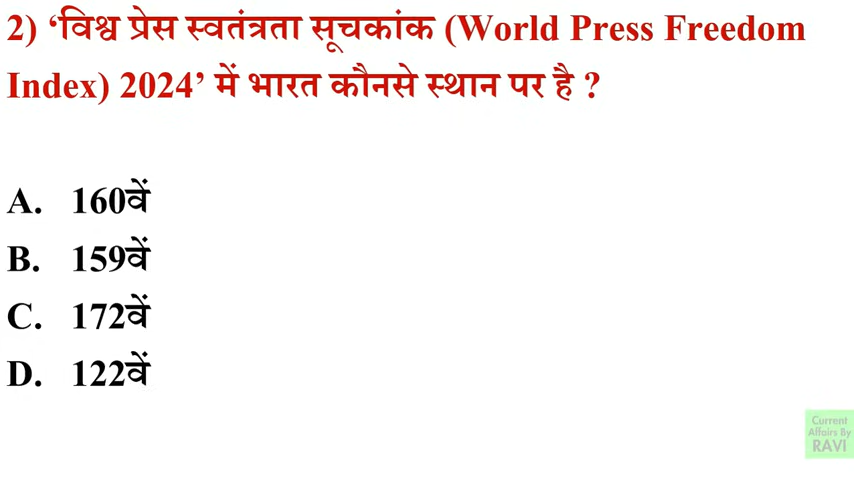 2) ‘विश्व प्रेस स्वतंत्रता सूचकांक (World Press Freedom
Index) 2024’ में भारत कौनसे स्थान पर है ?
A. 160वें
B. 159वें
C. 172वें
D. 122वें
Current
Affairs By
RAVI